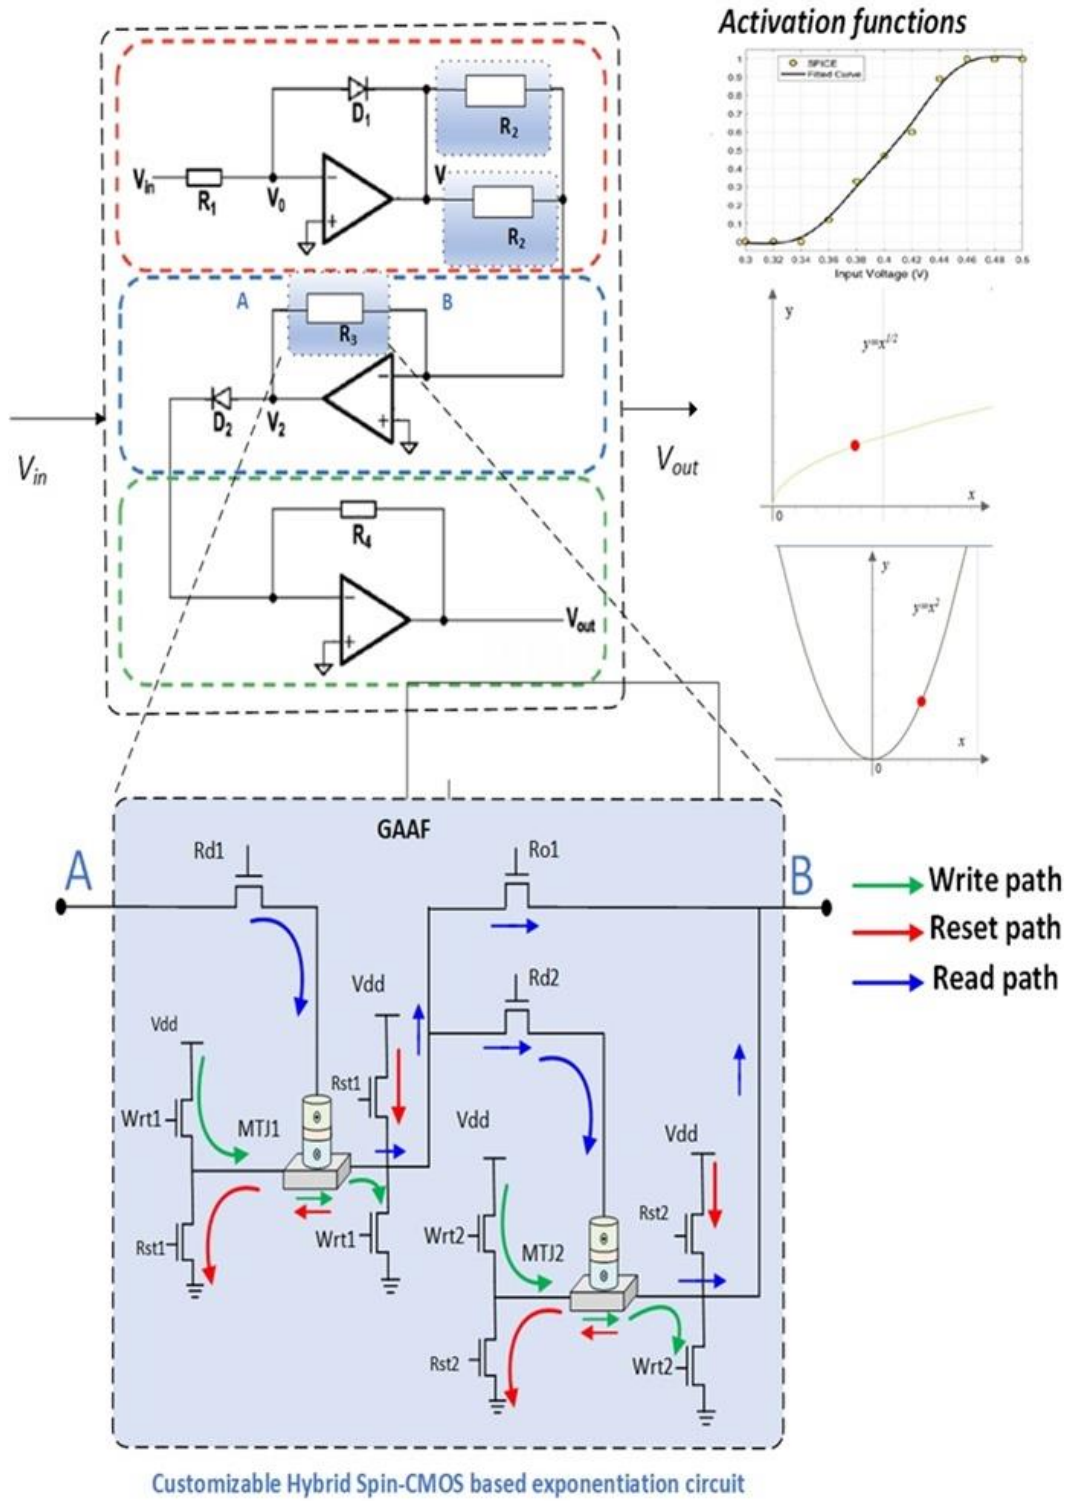 Activation functions
SPICE
Fitted Curve
1
0.9
0.8
0.7
0.6
0.5
0.4
0.3
0.2
0.1
0
0.3 0.32 0.34 0.36 0.38 0.4 0.42 0.44 0.46 0.48 0.5
Input Voltage (V)
D1
R2
Vin
R1
V0
V
R2
A
B
R3
D2
V2
Vin
Vout
R4
Vout
y
y=x^1/2
x
0
y
y=x^2
x
0
GAAF
Rd1
Ro1
A
B
Write path
Reset path
Read path
Rd2
Vdd
Vdd
Rst1
Wrt1
MTJ1
Vdd
Vdd
Rst2
Wrt1
Wrt2
MTJ2
Rst1
Rst2
Wrt2
Customizable Hybrid Spin-CMOS based exponentiation circuit